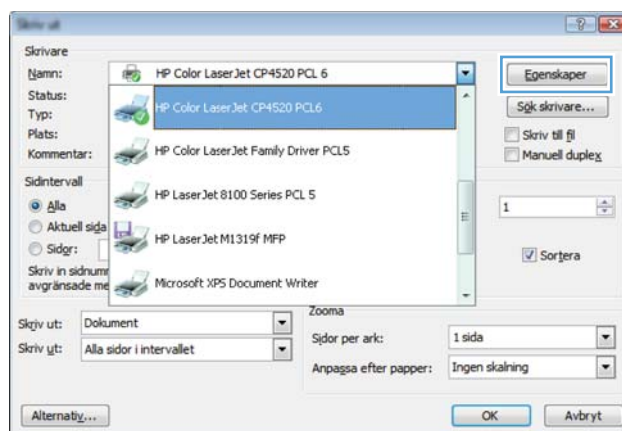 Skriv ut
Skrivare
Namn: HP Color LaserJet CP4520 PCL 6 Egenskaper
Status: HP Color LaserJet CP4520 PCL6 Sök skrivare...
Typ:
Plats: Skriv till fil
Kommentar: HP Color LaserJet Family Driver PCL5 Manuell duplex
Sidintervall HP LaserJet 8100 Series PCL 5
Alla 1
Aktuell sida HP LaserJet M1319f MFP
Sidor: Sortera
Skriv in sidnumr
avgränsade me Microsoft XPS Document Writer
Zooma
Skriv ut: Dokument Sidor per ark: 1 sida
Skriv ut: Alla sidor i intervallet Anpassa efter papper: Ingen skalning
Alternativ... OK Avbryt